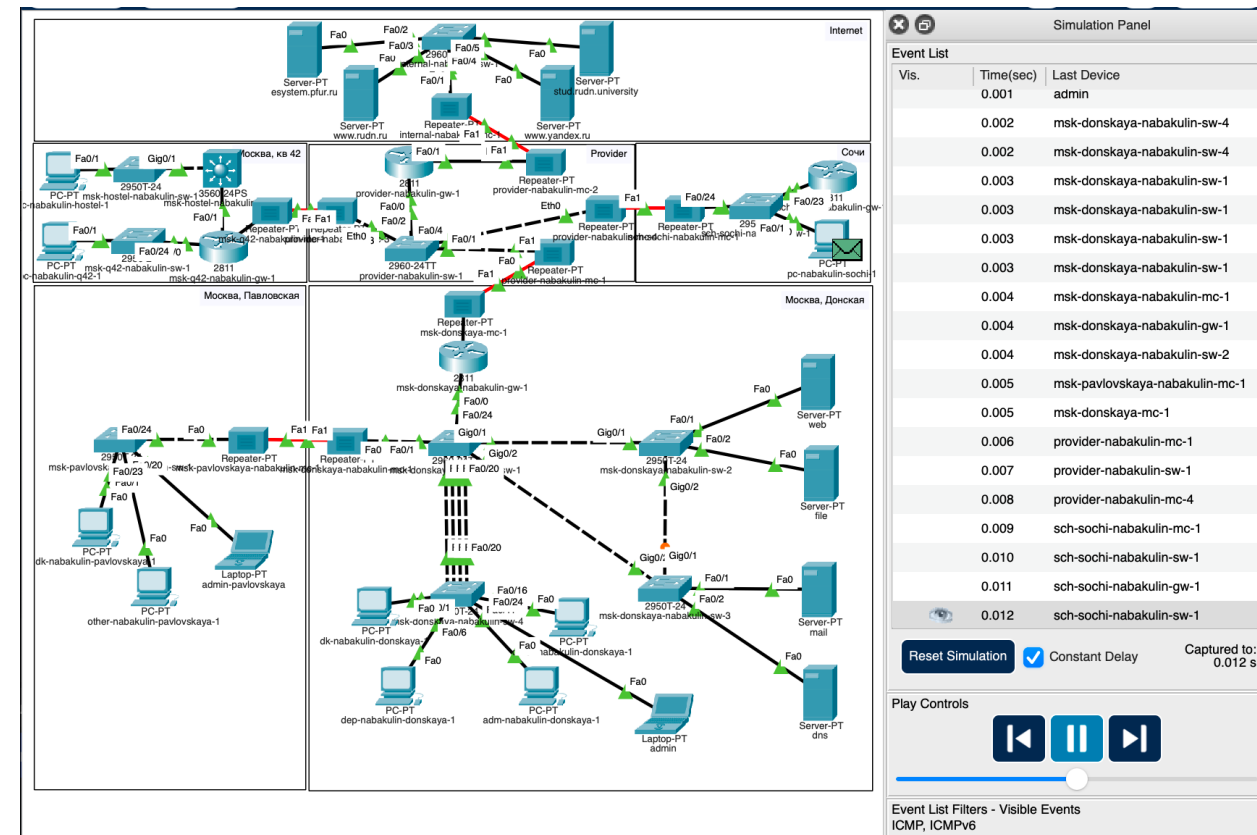 Simulation Panel
Event List
Vis. Time(sec) Last Device
0.001 admin
0.002 msk-donskaya-nabakulin-sw-4
0.002 msk-donskaya-nabakulin-sw-4
0.003 msk-donskaya-nabakulin-sw-1
0.003 msk-donskaya-nabakulin-sw-1
0.003 msk-donskaya-nabakulin-sw-1
0.003 msk-donskaya-nabakulin-sw-1
0.004 msk-donskaya-nabakulin-mc-1
0.004 msk-donskaya-nabakulin-gw-1
0.004 msk-donskaya-nabakulin-sw-2
0.005 msk-pavlovskaya-nabakulin-mc-1
0.005 msk-donskaya-mc-1
0.006 provider-nabakulin-mc-1
0.007 provider-nabakulin-sw-1
0.008 provider-nabakulin-mc-4
0.009 sch-sochi-nabakulin-mc-1
0.010 sch-sochi-nabakulin-sw-1
0.011 sch-sochi-nabakulin-gw-1
0.012 sch-sochi-nabakulin-sw-1
Reset Simulation
Constant Delay
Captured to:
0.012 s
Play Controls
Event List Filters - Visible Events
ICMP, ICMPv6
Internet
Fa0
Fa0/2
Fa0/3
Fa0/5
Fa0/4
Fa0/1
Fa0
Fa0
Server-PT
esystem.pfur.ru
Server-PT
stud.rudn.university
Server-PT
www.rudn.ru
Server-PT
www.yandex.ru
Москва, кв 42
Provider
Сочи
Fa0/1
Gig0/1
2950T-24
msk-hostel-nabakulin-sw-1
3560-24PS
PC-PT
Fa0/1
Fa0/1
Fa0/24
PC-PT
msk-q42-nabakulin-sw-1
2811
msk-q42-nabakulin-gw-1
Fa0/1
Fa1
Repeater-PT
provider-nabakulin-mc-2
provider-nabakulin-gw-1
Fa0/0
Fa0/2
Fa0/4
Fa0/1
Eth0
Eth0
Fa1
2960-24TT
provider-nabakulin-sw-1
Fa1
Fa1
Repeater-PT
provider-nabakulin-mc-1
Repeater-PT
Fa1
Fa0/24
Repeater-PT
Fa0/23
Fa0/1
PC-PT
pc-nabakulin-sochi-1
Москва, Павловская
Москва, Донская
Repeater-PT
msk-donskaya-mc-1
2811
msk-donskaya-nabakulin-gw-1
Fa0/0
Fa0/24
Gig0/1
Gig0/2
Fa0/20
Fa0/24
Fa0
Fa1
Fa1
Fa0
Fa0/1
Repeater-PT
Fa0/23
Fa0
Fa0
Fa0
PC-PT
dk-nabakulin-pavlovskaya-1
PC-PT
other-nabakulin-pavlovskaya-1
Laptop-PT
admin-pavlovskaya
Gig0/1
Fa0/1
Fa0/2
2950T-24
msk-donskaya-nabakulin-sw-2
Gig0/2
Fa0
Server-PT
web
Fa0
Server-PT
file
Gig0/1
Fa0/1
Fa0/2
2950T-24
msk-donskaya-nabakulin-sw-3
Fa0
Server-PT
mail
Fa0
Server-PT
dns
Fa0/20
Fa0/16
Fa0/24
Fa0/6
Fa0
Fa0
Fa0
Fa0
Fa0
PC-PT
dk-nabakulin-donskaya-1
PC-PT
PC-PT
dep-nabakulin-donskaya-1
PC-PT
adm-nabakulin-donskaya-1
Laptop-PT
admin